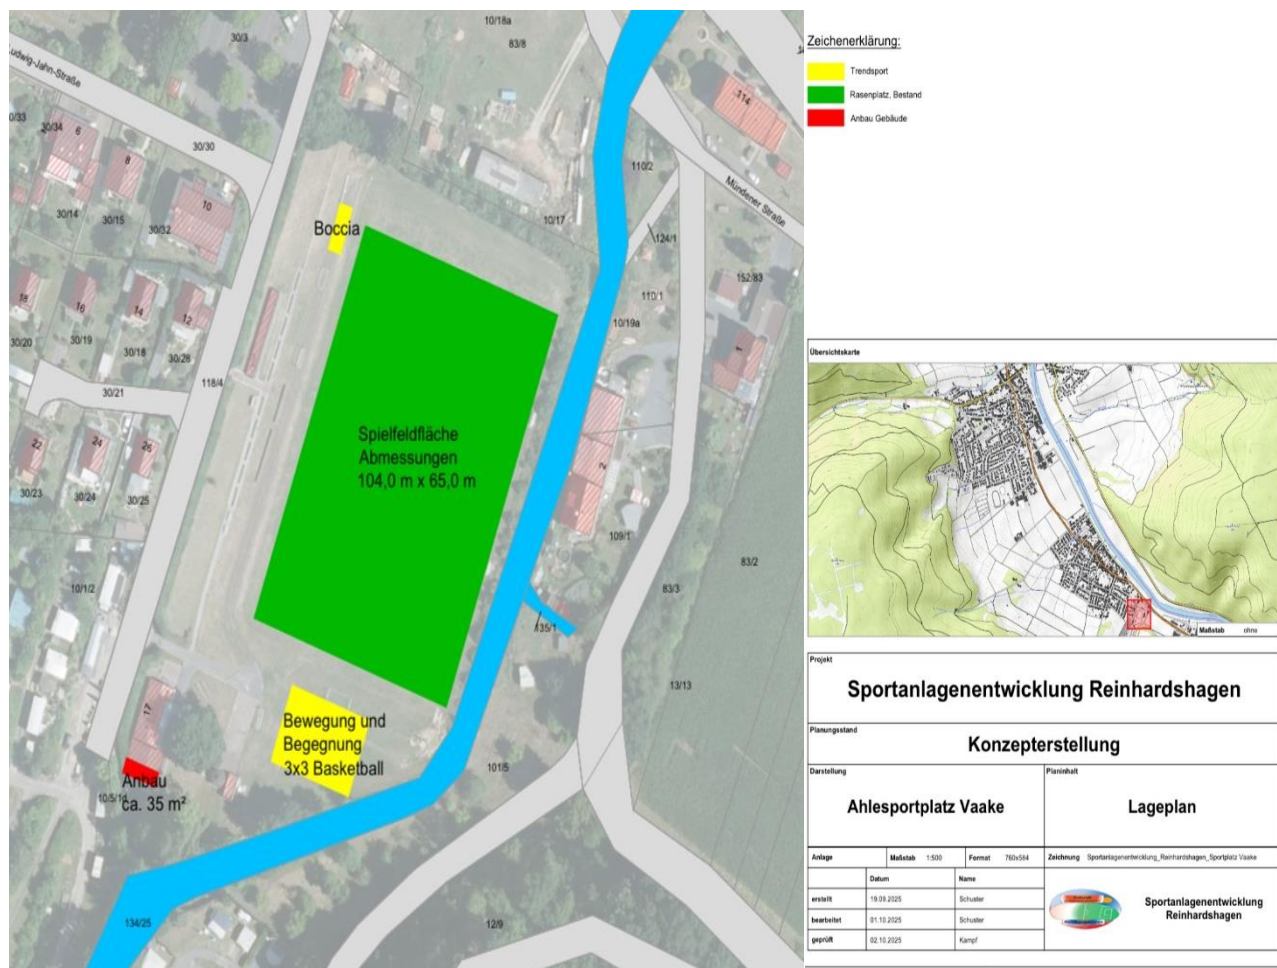 10/18a
30/3
83/8
Ludwig-Jahn-Straße
114
0/33
30/34
6
30/30
8
110/2
Mündener Straße
10
30/14
30/15
30/32
10/17
Boccia
124/1
152/83
18
16
14
12
110/1
10/19a
30/20
30/19
30/18
30/28
1
118/4
30/21
22
24
26
Spielfeldfläche
Abmessungen
104,0 m x 65,0 m
2
30/23
30/24
30/25
109/1
83/2
10/1/2
83/3
135/1
13/13
17
Bewegung und
Begegnung
3x3 Basketball
101/5
Anbau
ca. 35 m²
134/25
12/9
Zeichenerklärung:
Trendsport
Rasenplatz, Bestand
Anbau Gebäude
Übersichtskarte
Maßstab ohne
Projekt
Sportanlagenentwicklung Reinhardshagen
Planungsstand
Konzepterstellung
Darstellung
Planinhalt
Ahlesportplatz Vaake
Lageplan
Anlage Maßstab 1:500 Format 760x584 Zeichnung Sportanlagenentwicklung_Reinhardshagen_Sportplatz Vaake
Datum Name
erstellt 19.09.2025 Schuster
bearbeitet 01.10.2025 Schuster
geprüft 02.10.2025 Kampf
Sportanlagenentwicklung
Reinhardshagen